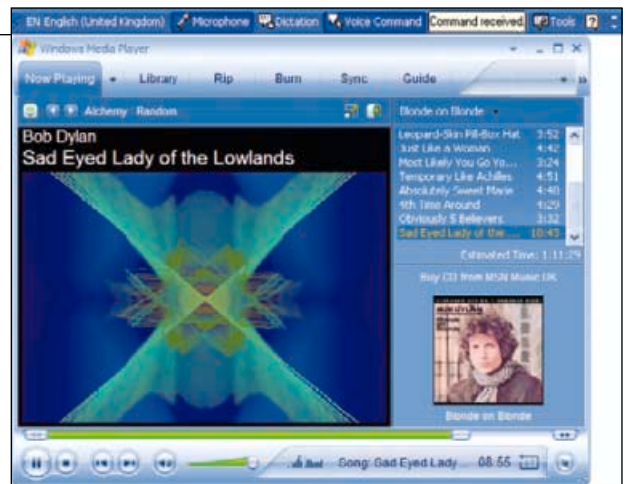 EN English (United Kingdom) Microphone Dictation Voice Command Command received. Tools ?
Windows Media Player
Now Playing Library Rip Burn Sync Guide
Alchemy: Random Blonde on Blonde
Bob Dylan
Sad Eyed Lady of the Lowlands
Leopard-Skin Pill-Box Hat 3:52
Just Like a Woman 4:42
Most Likely You Go Yo... 3:24
Temporary Like Achilles 4:51
Absolutely Sweet Marie 4:48
4th Time Around 4:29
Obviously 5 Believers 3:32
Sad Eyed Lady of the ... 10:43
Estimated Time: 1:11:29
Buy CD from MSN Music UK
BOB DYLAN
Blonde on Blonde
Song: Sad Eyed Lady ... 08:55